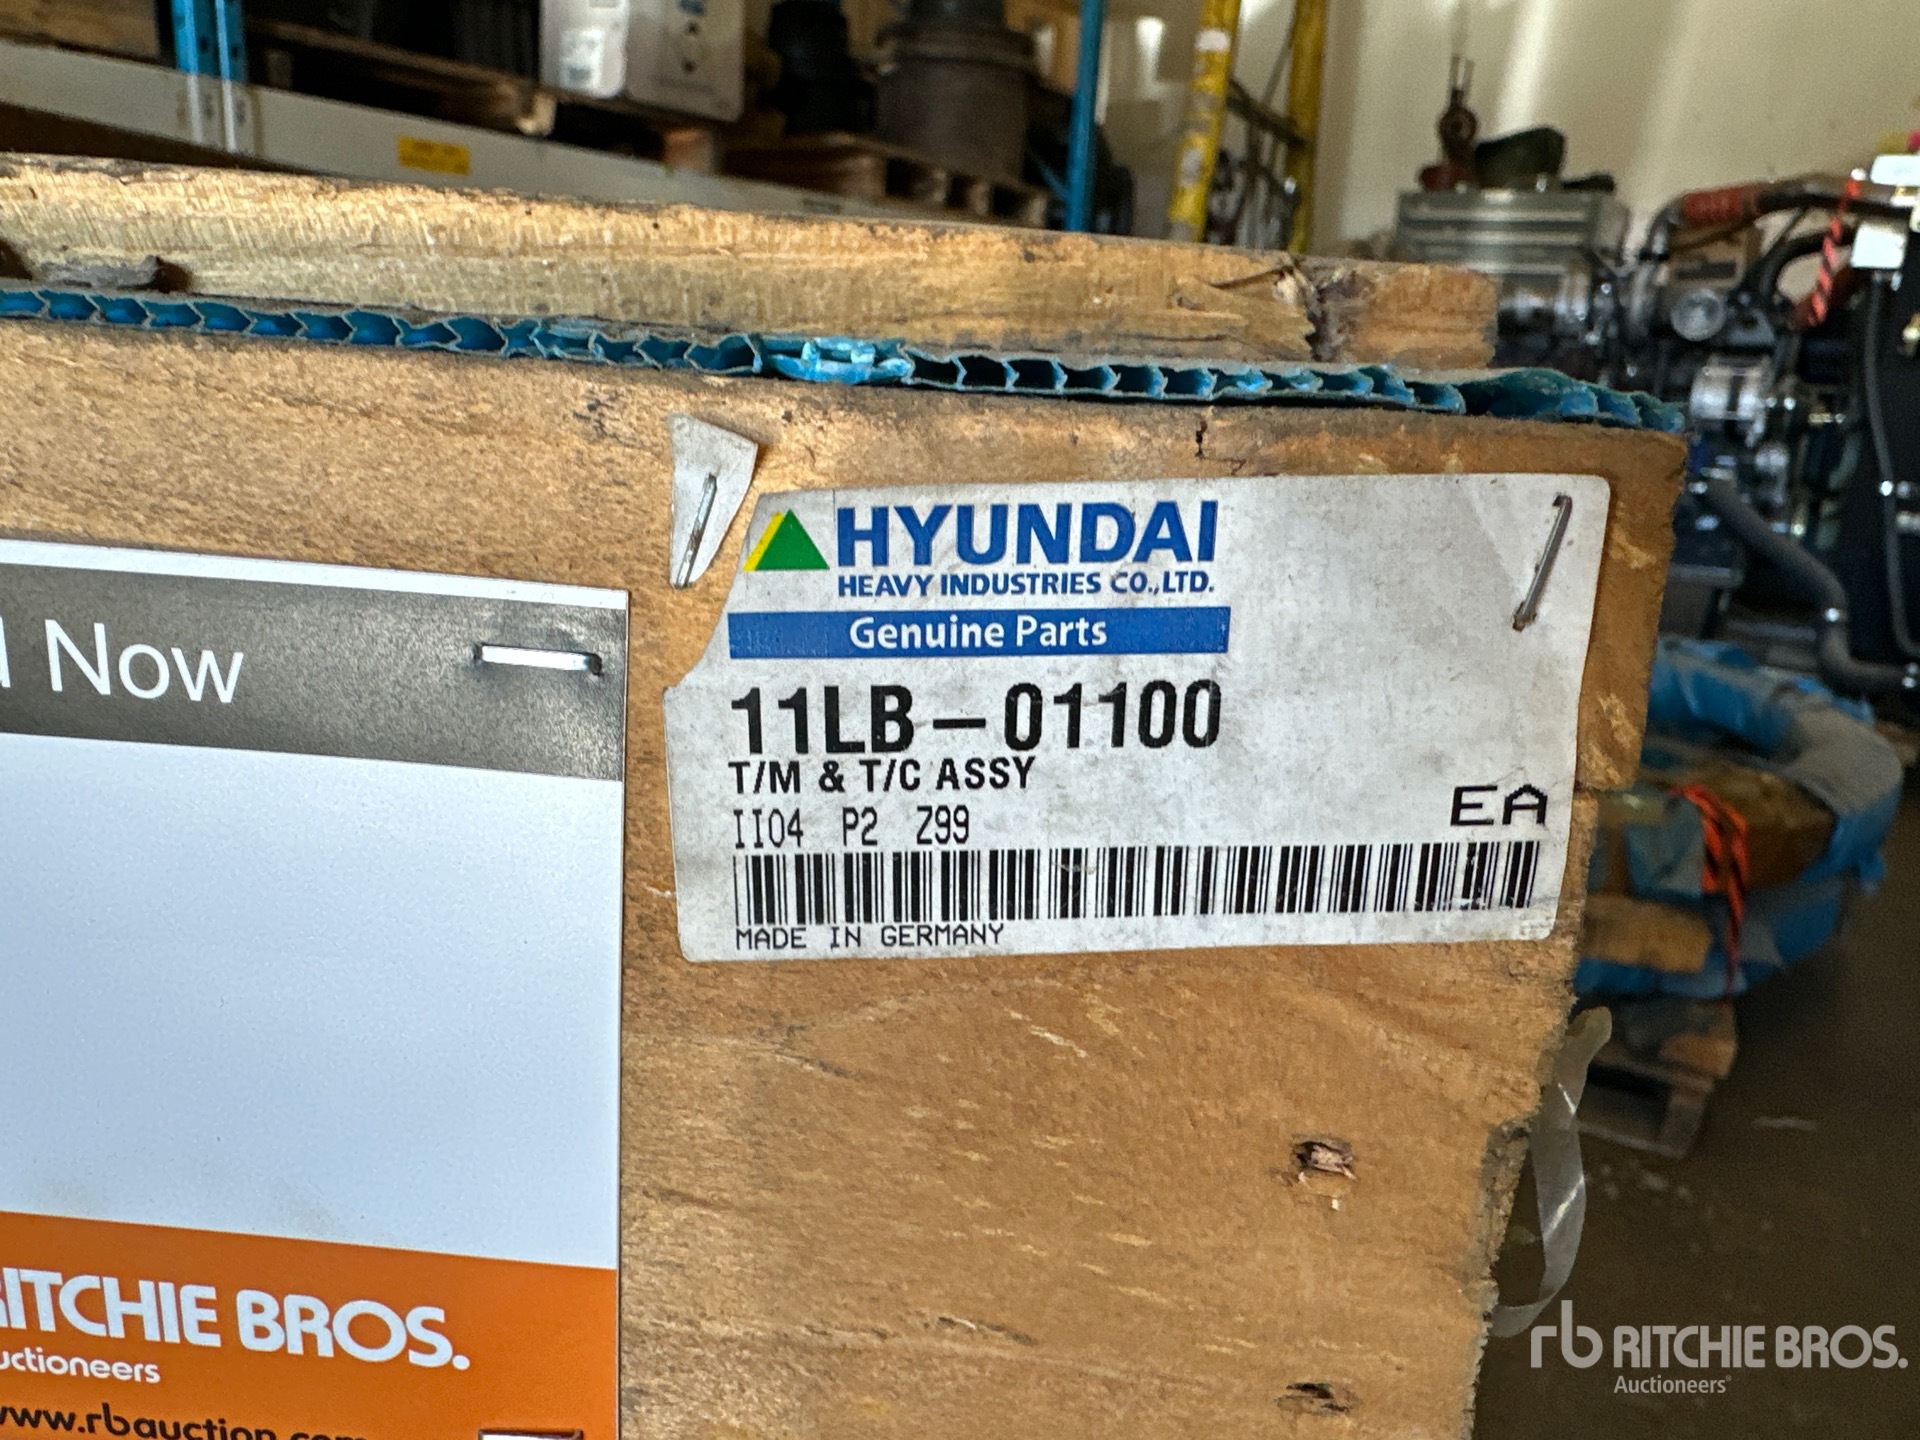 HYUNDAI
HEAVY INDUSTRIES CO.,LTD.
Genuine Parts
11LB-01100
T/M & T/C ASSY
II04 P2 Z99
EA
MADE IN GERMANY
Now
RITCHIE BROS.
uctioneers
www.rbauction.com
rb RITCHIE BROS.
Auctioneers